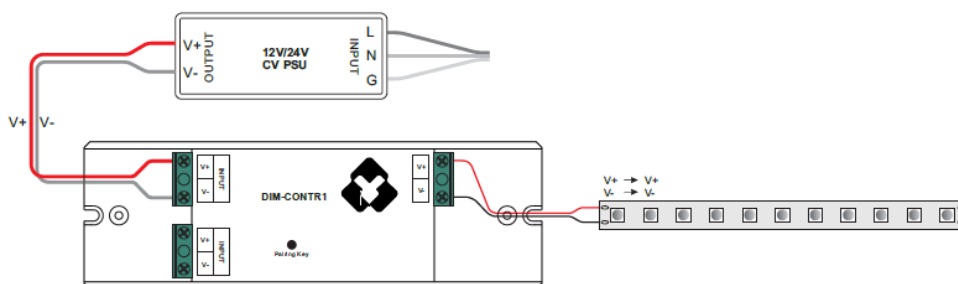 V+
V-
OUTPUT
12V/24V
CV PSU
INPUT
L
N
G
V+
V-
V+
V-
INPUT
DIM-CONTR1
V+
V-
V+ → V+
V- → V-
V+
V-
INPUT
Pairing Key